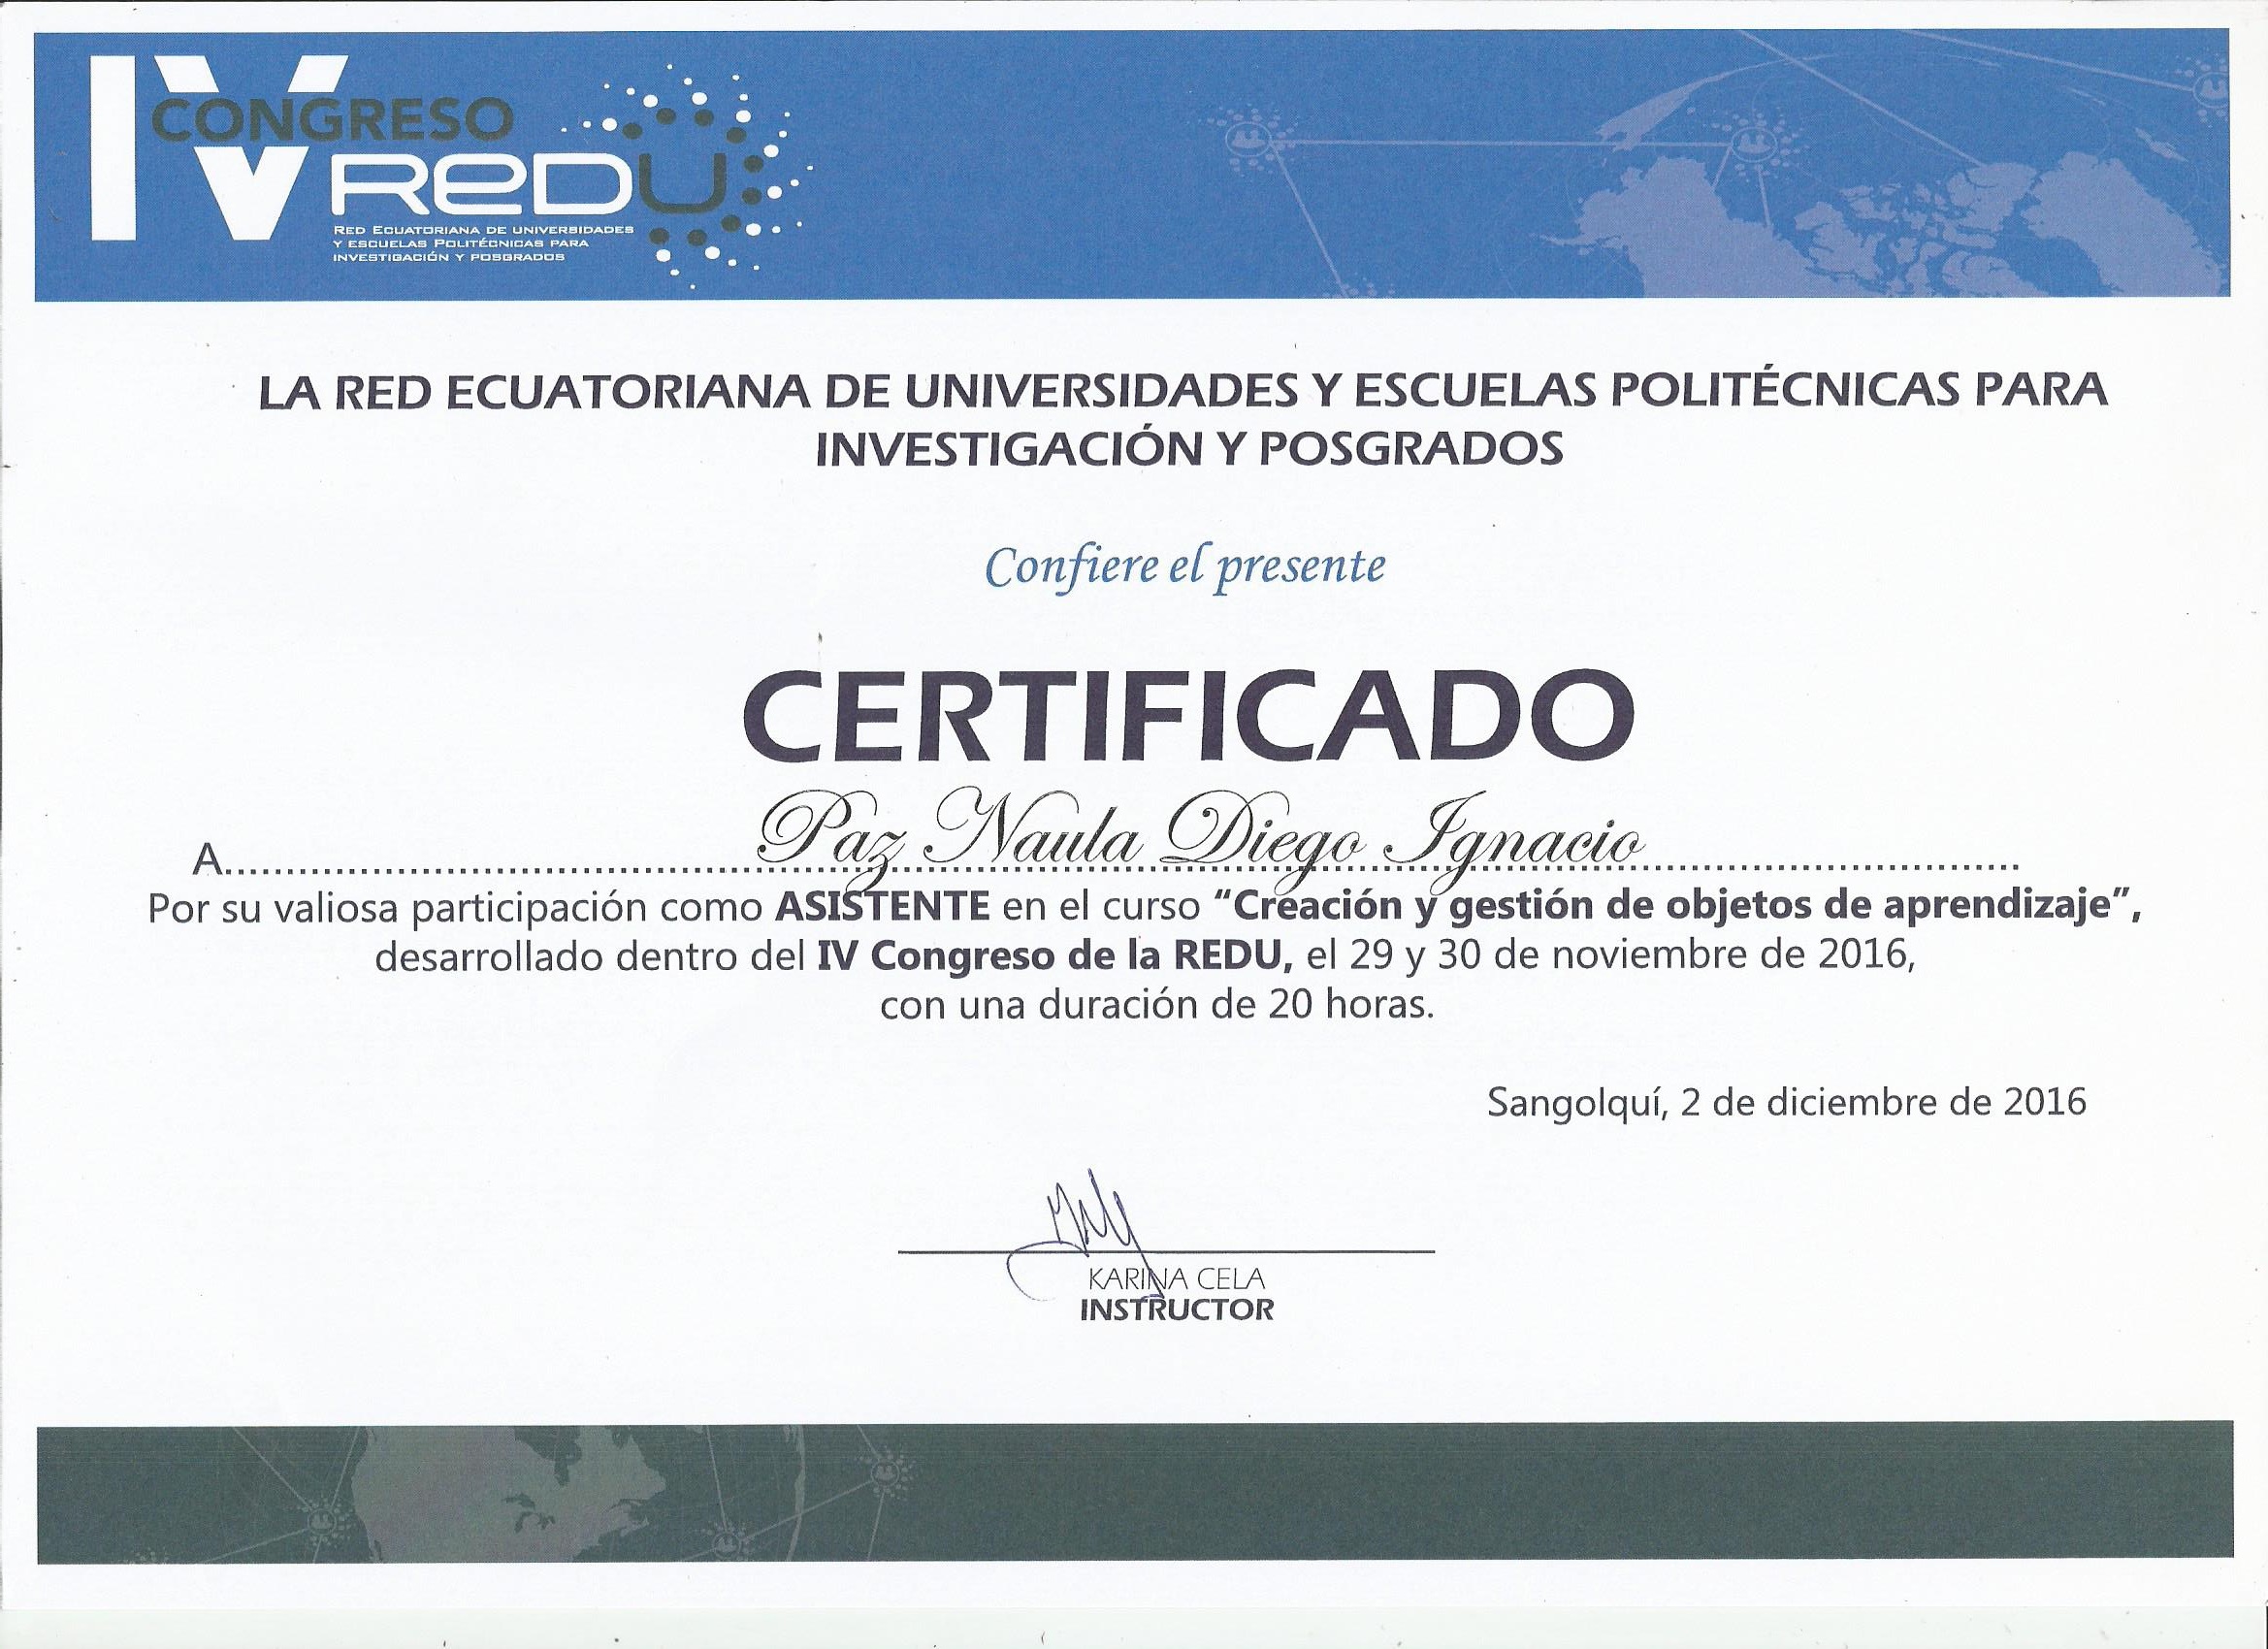 IV CONGRESO
REDU
RED ECUATORIANA DE UNIVERSIDADES
Y ESCUELAS POLITÉCNICAS PARA
INVESTIGACIÓN Y POSGRADOS
LA RED ECUATORIANA DE UNIVERSIDADES Y ESCUELAS POLITÉCNICAS PARA
INVESTIGACIÓN Y POSGRADOS
Confiere el presente
CERTIFICADO
A Paz Naula Diego Ignacio
Por su valiosa participación como ASISTENTE en el curso “Creación y gestión de objetos de aprendizaje”,
desarrollado dentro del IV Congreso de la REDU, el 29 y 30 de noviembre de 2016,
con una duración de 20 horas.
Sangolquí, 2 de diciembre de 2016
KARINA CELA
INSTRUCTOR